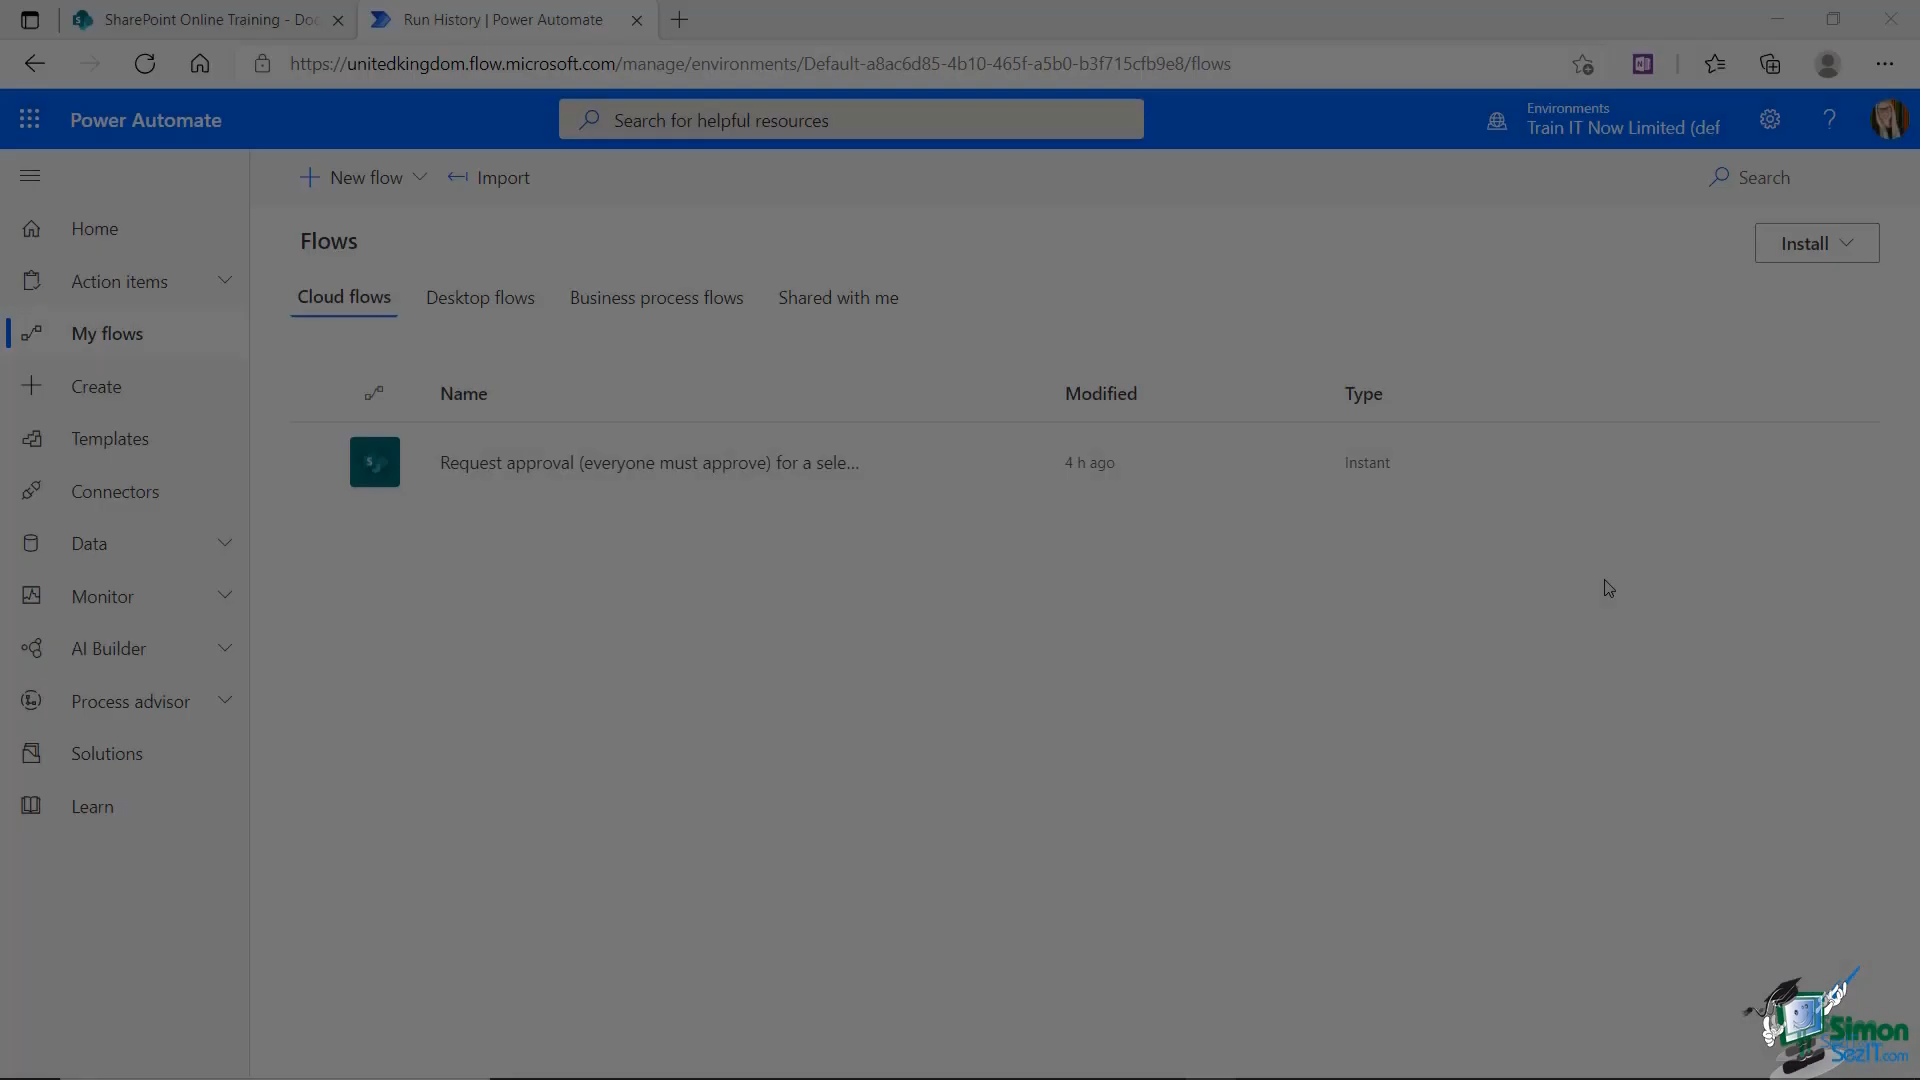 SharePoint Online Training - Doc
Run History | Power Automate
https://unitedkingdom.flow.microsoft.com/manage/environments/Default-a8ac6d85-4b10-465f-a5b0-b3f715cfb9e8/flows
Power Automate
Search for helpful resources
Environments
Train IT Now Limited (def
New flow
Import
Search
Home
Action items
My flows
Create
Templates
Connectors
Data
Monitor
AI Builder
Process advisor
Solutions
Learn
Flows
Install
Cloud flows
Desktop flows
Business process flows
Shared with me
Name
Modified
Type
Request approval (everyone must approve) for a sele...
4 h ago
Instant
Simon
SezIT.com